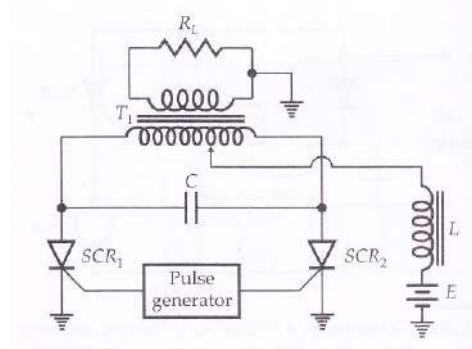 R_L
T_1
C
L
SCR_1
SCR_2
Pulse
generator
E